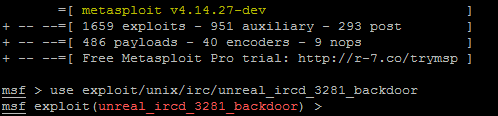 =[ metasploit v4.14.27-dev ]
+ -- --=[ 1659 exploits - 951 auxiliary - 293 post ]
+ -- --=[ 486 payloads - 40 encoders - 9 nops ]
+ -- --=[ Free Metasploit Pro trial: http://r-7.co/trymsp ]
msf > use exploit/unix/irc/unreal_ircd_3281_backdoor
msf exploit(unreal_ircd_3281_backdoor) >